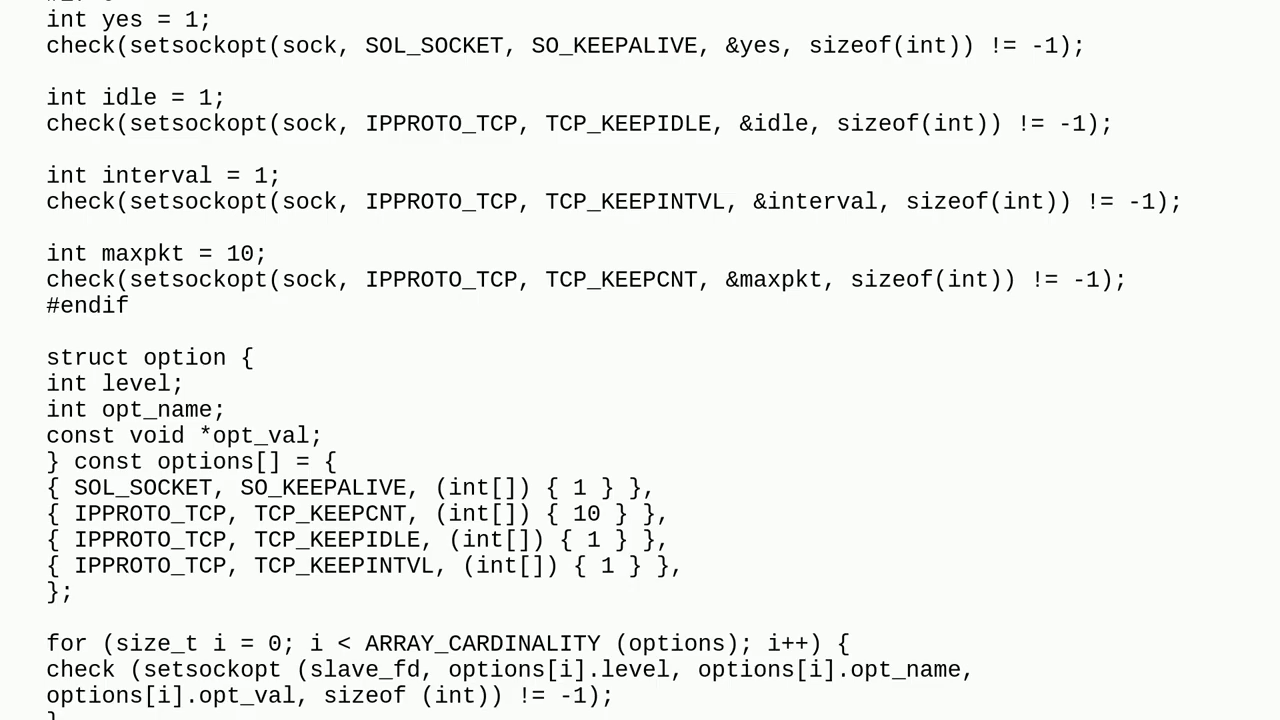 int yes = 1;
check(setsockopt(sock, SOL_SOCKET, SO_KEEPALIVE, &yes, sizeof(int)) != -1);
int idle = 1;
check(setsockopt(sock, IPPROTO_TCP, TCP_KEEPIDLE, &idle, sizeof(int)) != -1);
int interval = 1;
check(setsockopt(sock, IPPROTO_TCP, TCP_KEEPINTVL, &interval, sizeof(int)) != -1);
int maxpkt = 10;
check(setsockopt(sock, IPPROTO_TCP, TCP_KEEPCNT, &maxpkt, sizeof(int)) != -1);
#endif
struct option {
int level;
int opt_name;
const void *opt_val;
} const options[] = {
{ SOL_SOCKET, SO_KEEPALIVE, (int[]) { 1 } },
{ IPPROTO_TCP, TCP_KEEPCNT, (int[]) { 10 } },
{ IPPROTO_TCP, TCP_KEEPIDLE, (int[]) { 1 } },
{ IPPROTO_TCP, TCP_KEEPINTVL, (int[]) { 1 } },
};
for (size_t i = 0; i < ARRAY_CARDINALITY (options); i++) {
check (setsockopt (slave_fd, options[i].level, options[i].opt_name,
options[i].opt_val, sizeof (int)) != -1);
}